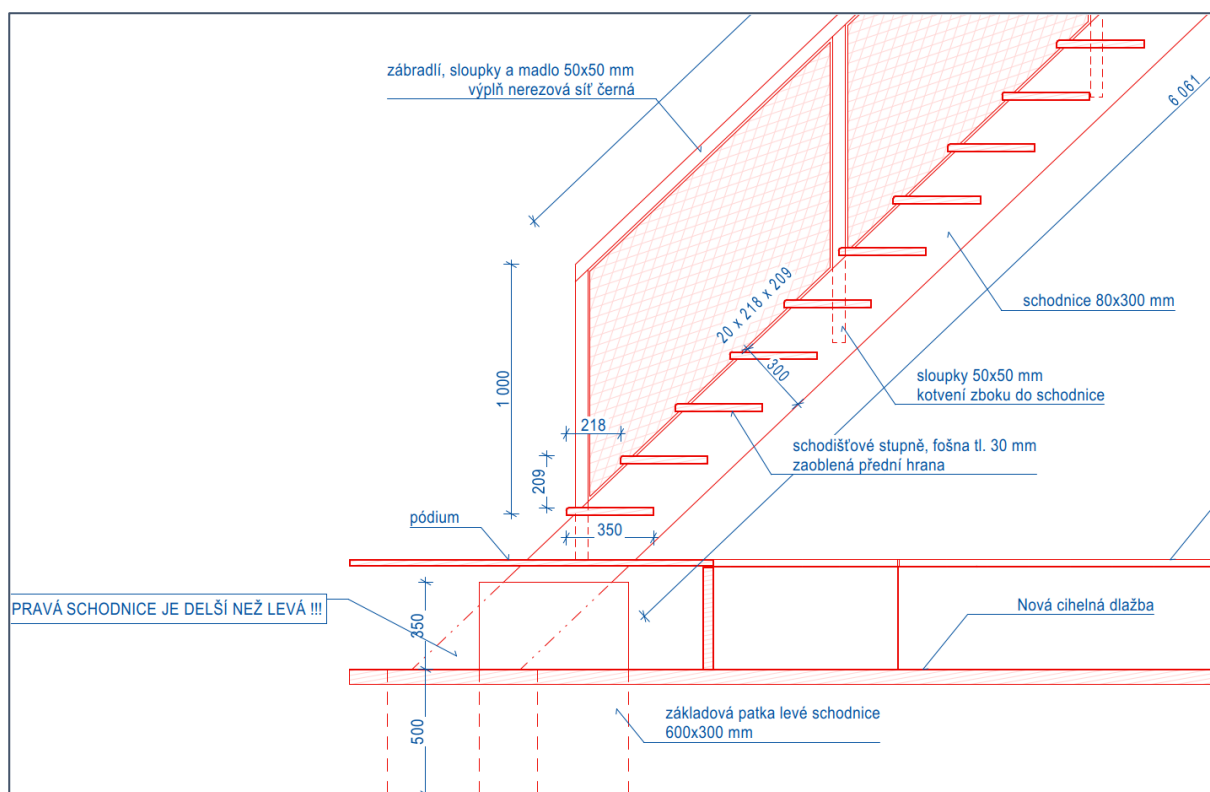 zábradlí, sloupky a madlo 50x50 mm
výplň nerezová síť černá
6 061
schodnice 80x300 mm
20 x 218 x 209
300
sloupky 50x50 mm
kotvení zboku do schodnice
1 000
218
schodišťové stupně, fošna tl. 30 mm
zaoblená přední hrana
209
350
pódium
PRAVÁ SCHODNICE JE DELŠÍ NEŽ LEVÁ !!!
350
Nová cihelná dlažba
500
základová patka levé schodnice
600x300 mm